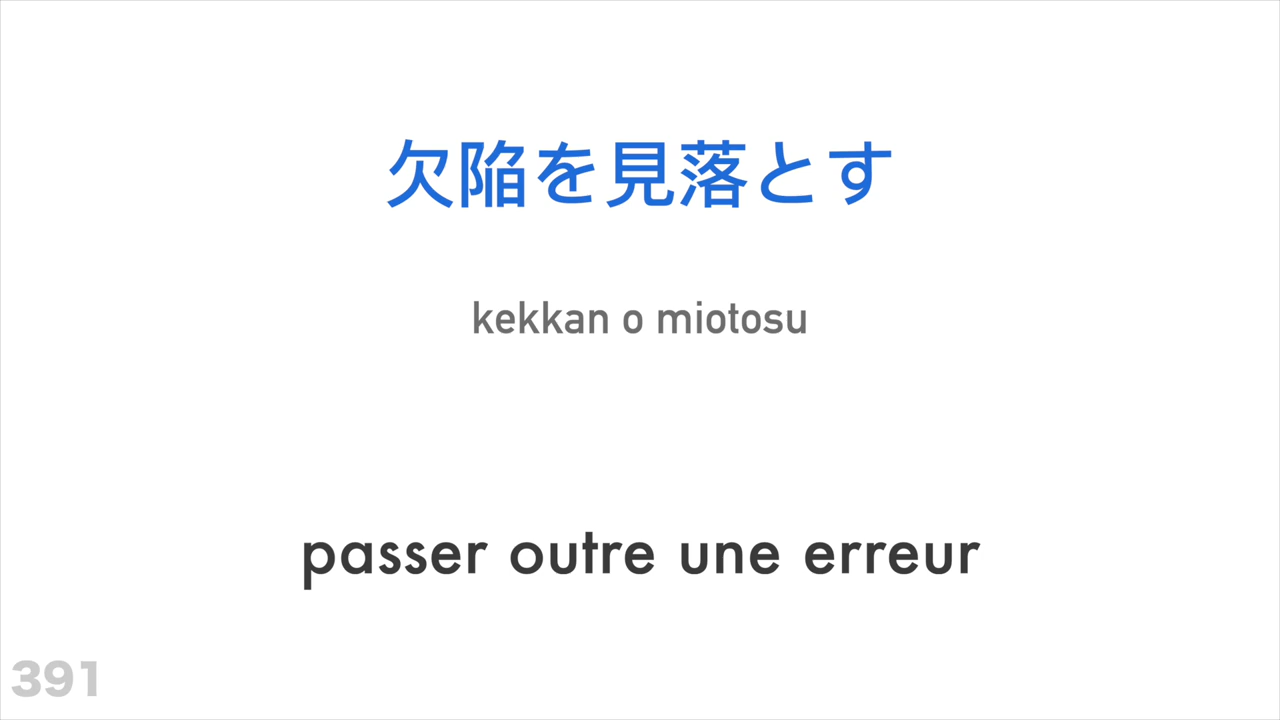 欠陥を見落とす
kekkan o miotosu
passer outre une erreur
391